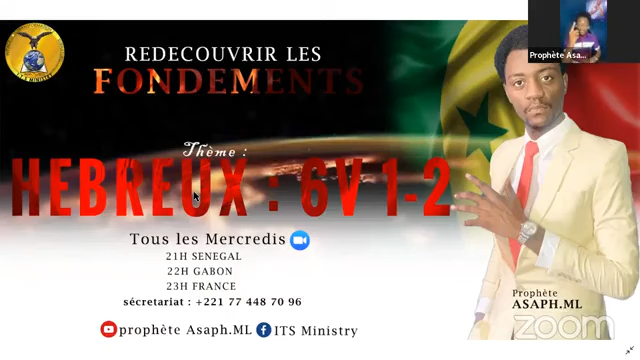 Prophète Asa...
REDECOUVRIR LES
FONDEMENTS
Thème :
HEBREUX : 6V 1-2
Tous les Mercredis
21H SENEGAL
22H GABON
23H FRANCE
sécretariat : +221 77 448 70 96
prophète Asaph.ML ITS Ministry
Prophète
ASAPH.ML
zoom